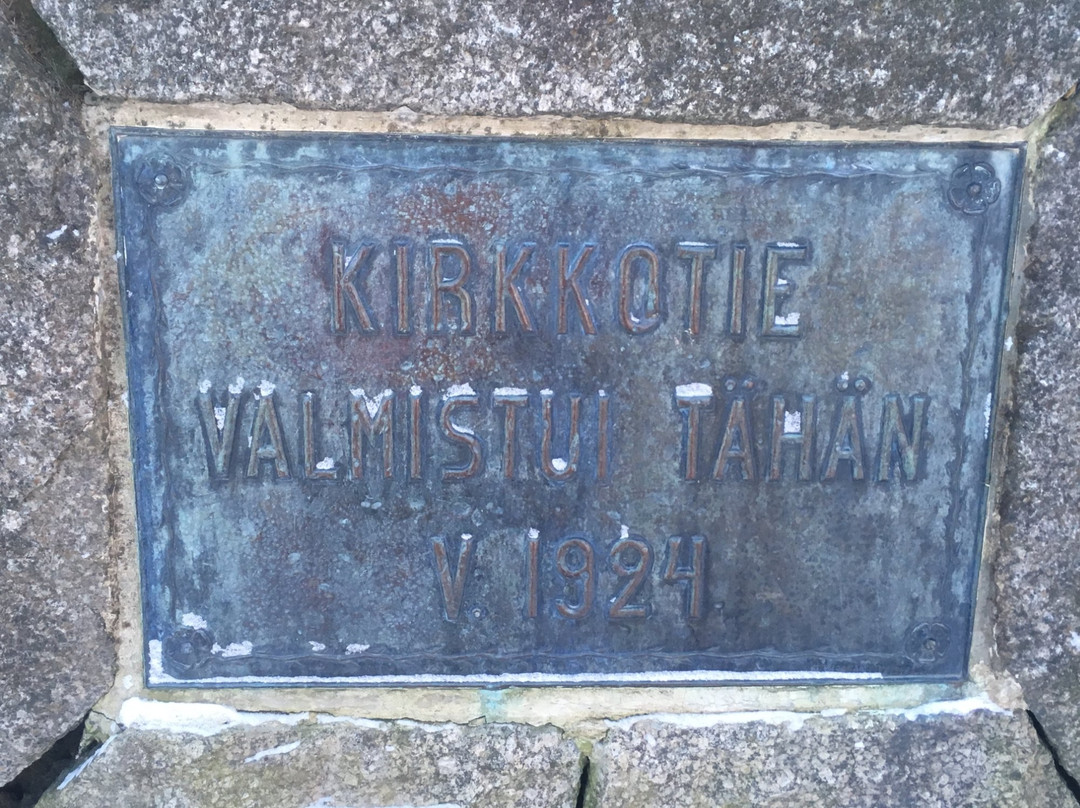 KIRKKOTIE
VALMISTUI TÄHÄN
V. 1924.